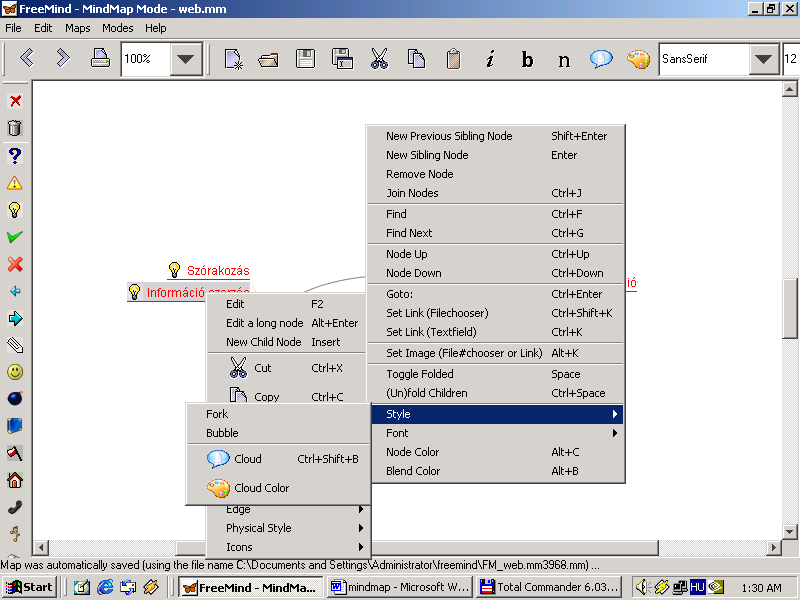 FreeMind - MindMap Mode - web.mm
File Edit Maps Modes Help
100% i b n SansSerif 12
New Previous Sibling Node Shift+Enter
New Sibling Node Enter
Remove Node
Join Nodes Ctrl+J
Find Ctrl+F
Find Next Ctrl+G
Node Up Ctrl+Up
Node Down Ctrl+Down
Goto: Ctrl+Enter
Set Link (Filechooser) Ctrl+Shift+K
Set Link (Textfield) Ctrl+K
Set Image (File#chooser or Link) Alt+K
Toggle Folded Space
(Un)fold Children Ctrl+Space
Style
Font
Node Color Alt+C
Blend Color Alt+B
Szórakozás
Információ szerzés
ió
Edit F2
Edit a long node Alt+Enter
New Child Node Insert
Cut Ctrl+X
Copy Ctrl+C
Fork
Bubble
Cloud Ctrl+Shift+B
Cloud Color
Edge
Physical Style
Icons
Map was automatically saved (using the file name C:\Documents and Settings\Administrator\freemind\FM_web.mm3968.mm) ...
Start FreeMind - MindMa... mindmap - Microsoft W... Total Commander 6.03... HU 1:30 AM